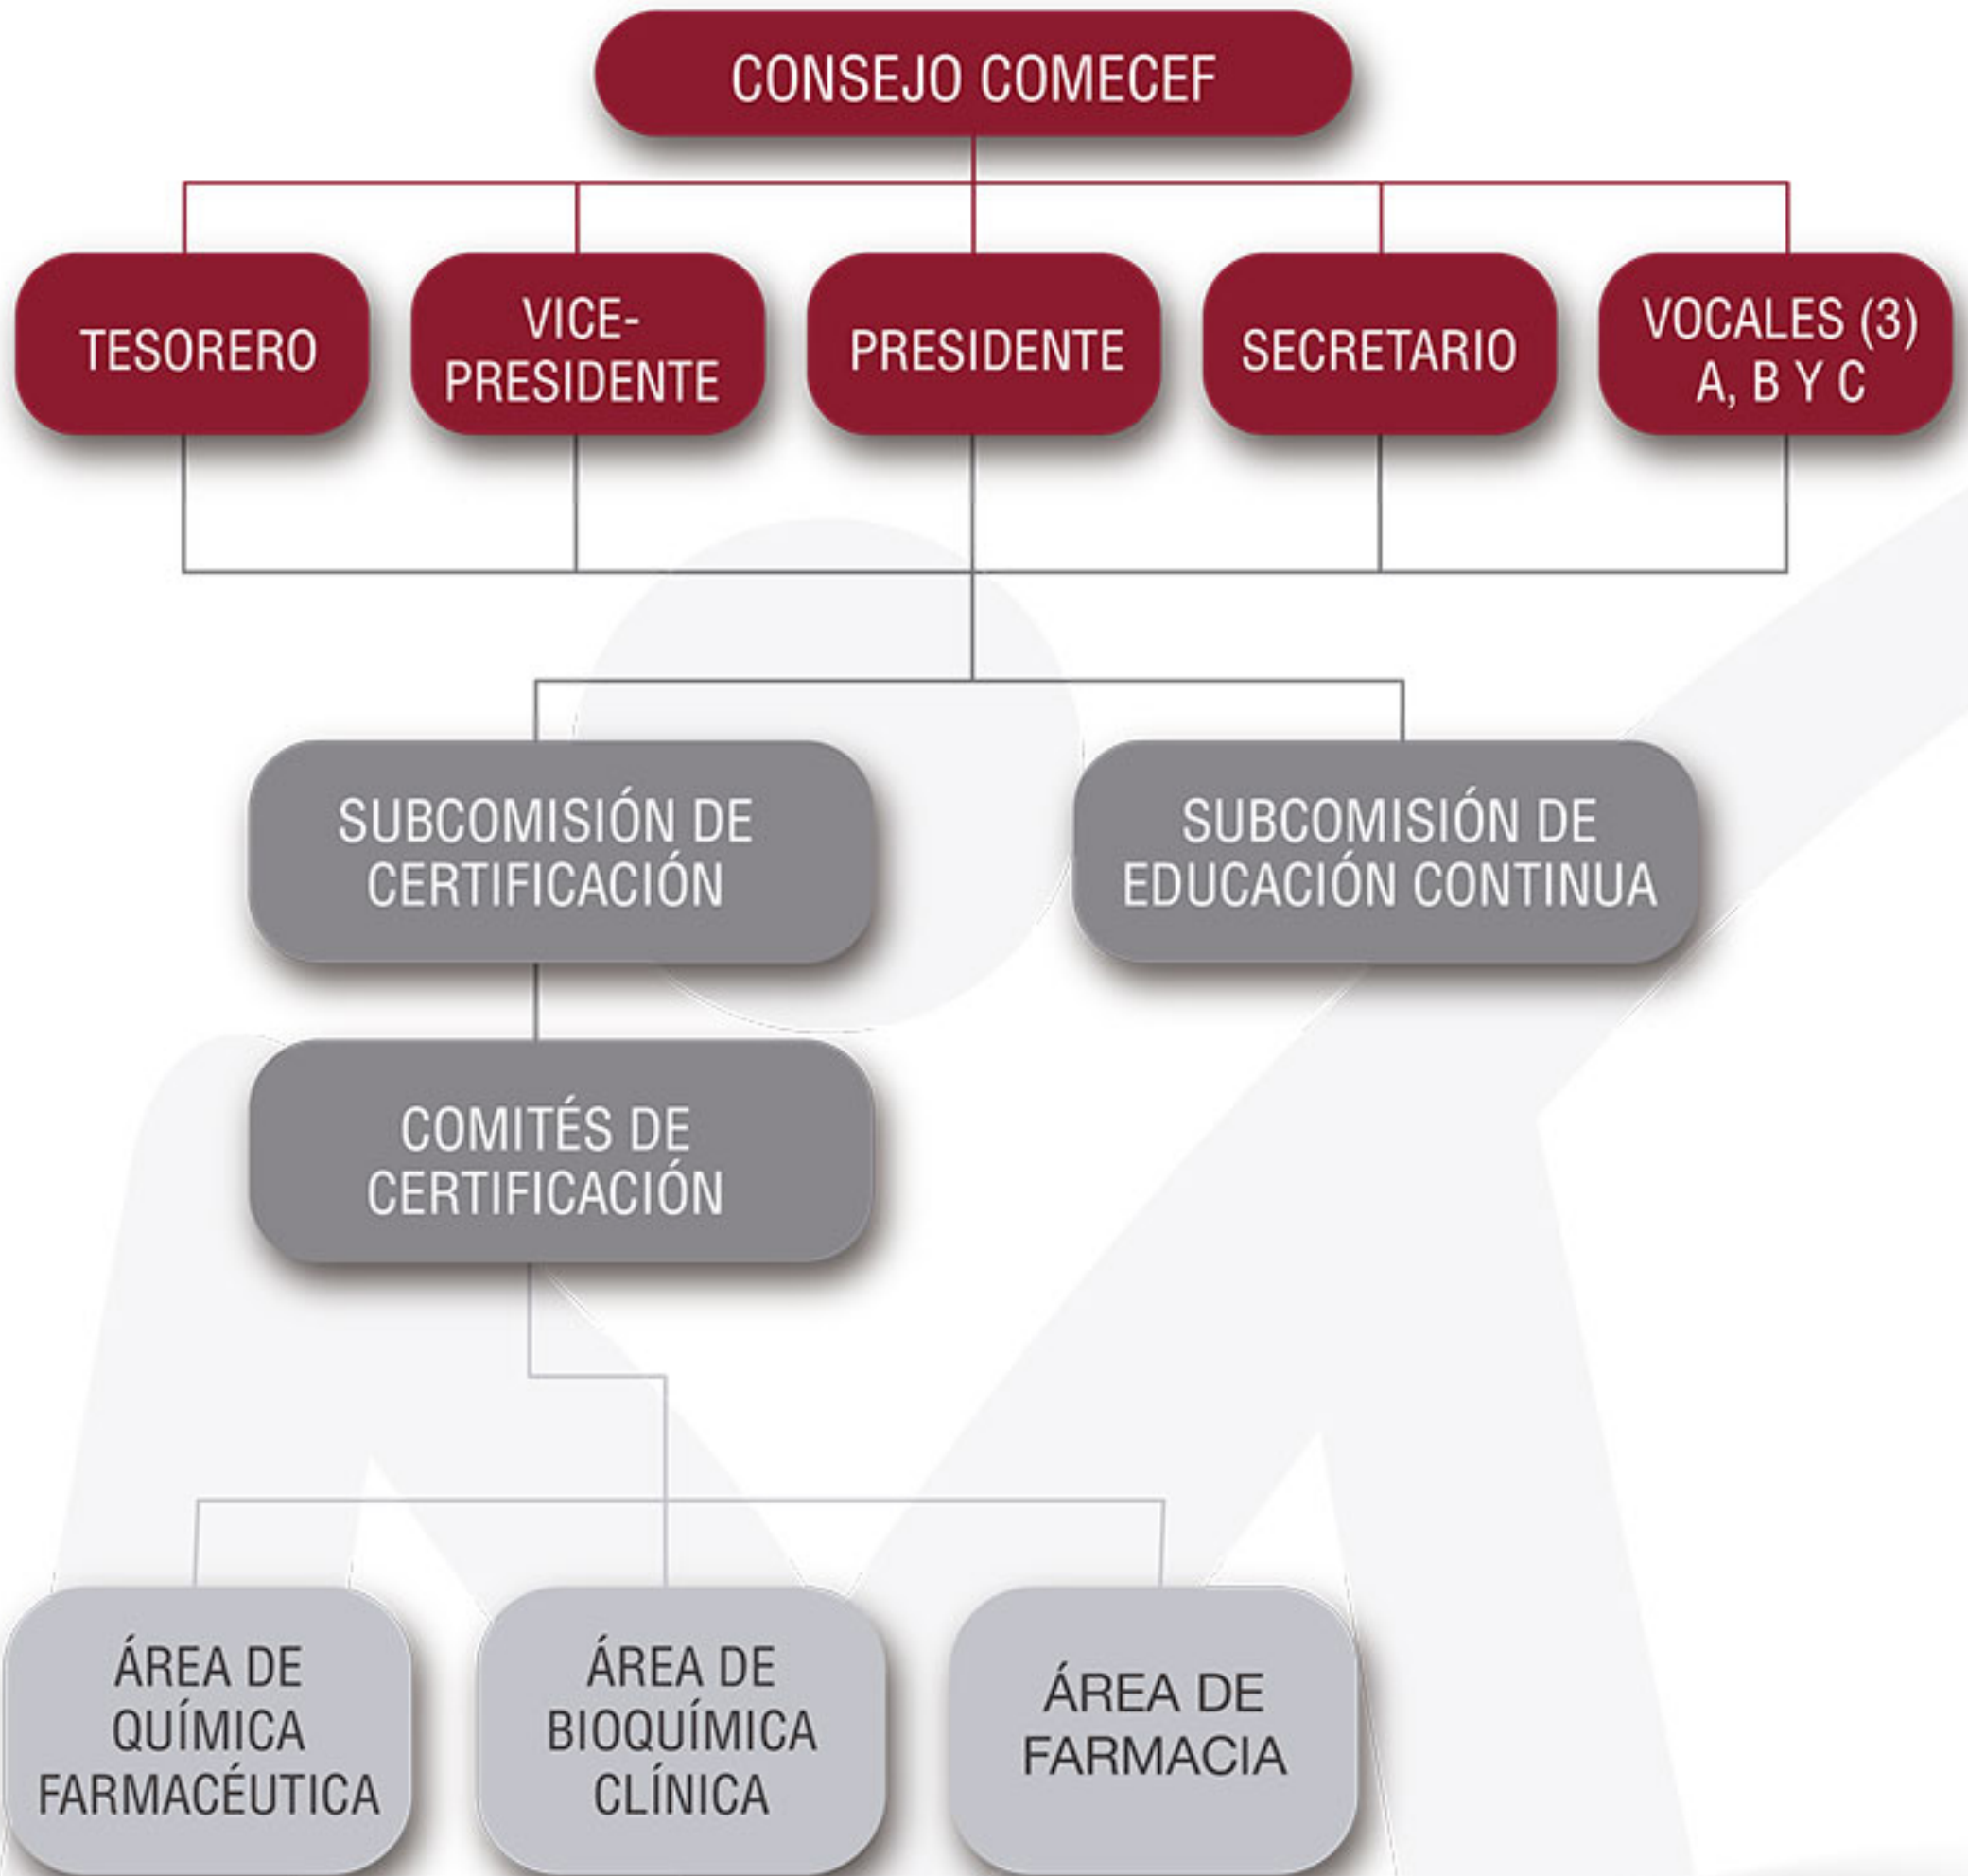 CONSEJO COMECEF
TESORERO
VICE-
PRESIDENTE
PRESIDENTE
SECRETARIO
VOCALES (3)
A, B Y C
SUBCOMISIÓN DE
CERTIFICACIÓN
SUBCOMISIÓN DE
EDUCACIÓN CONTINUA
COMITÉS DE
CERTIFICACIÓN
ÁREA DE
QUÍMICA
FARMACÉUTICA
ÁREA DE
BIOQUÍMICA
CLÍNICA
ÁREA DE
FARMACIA